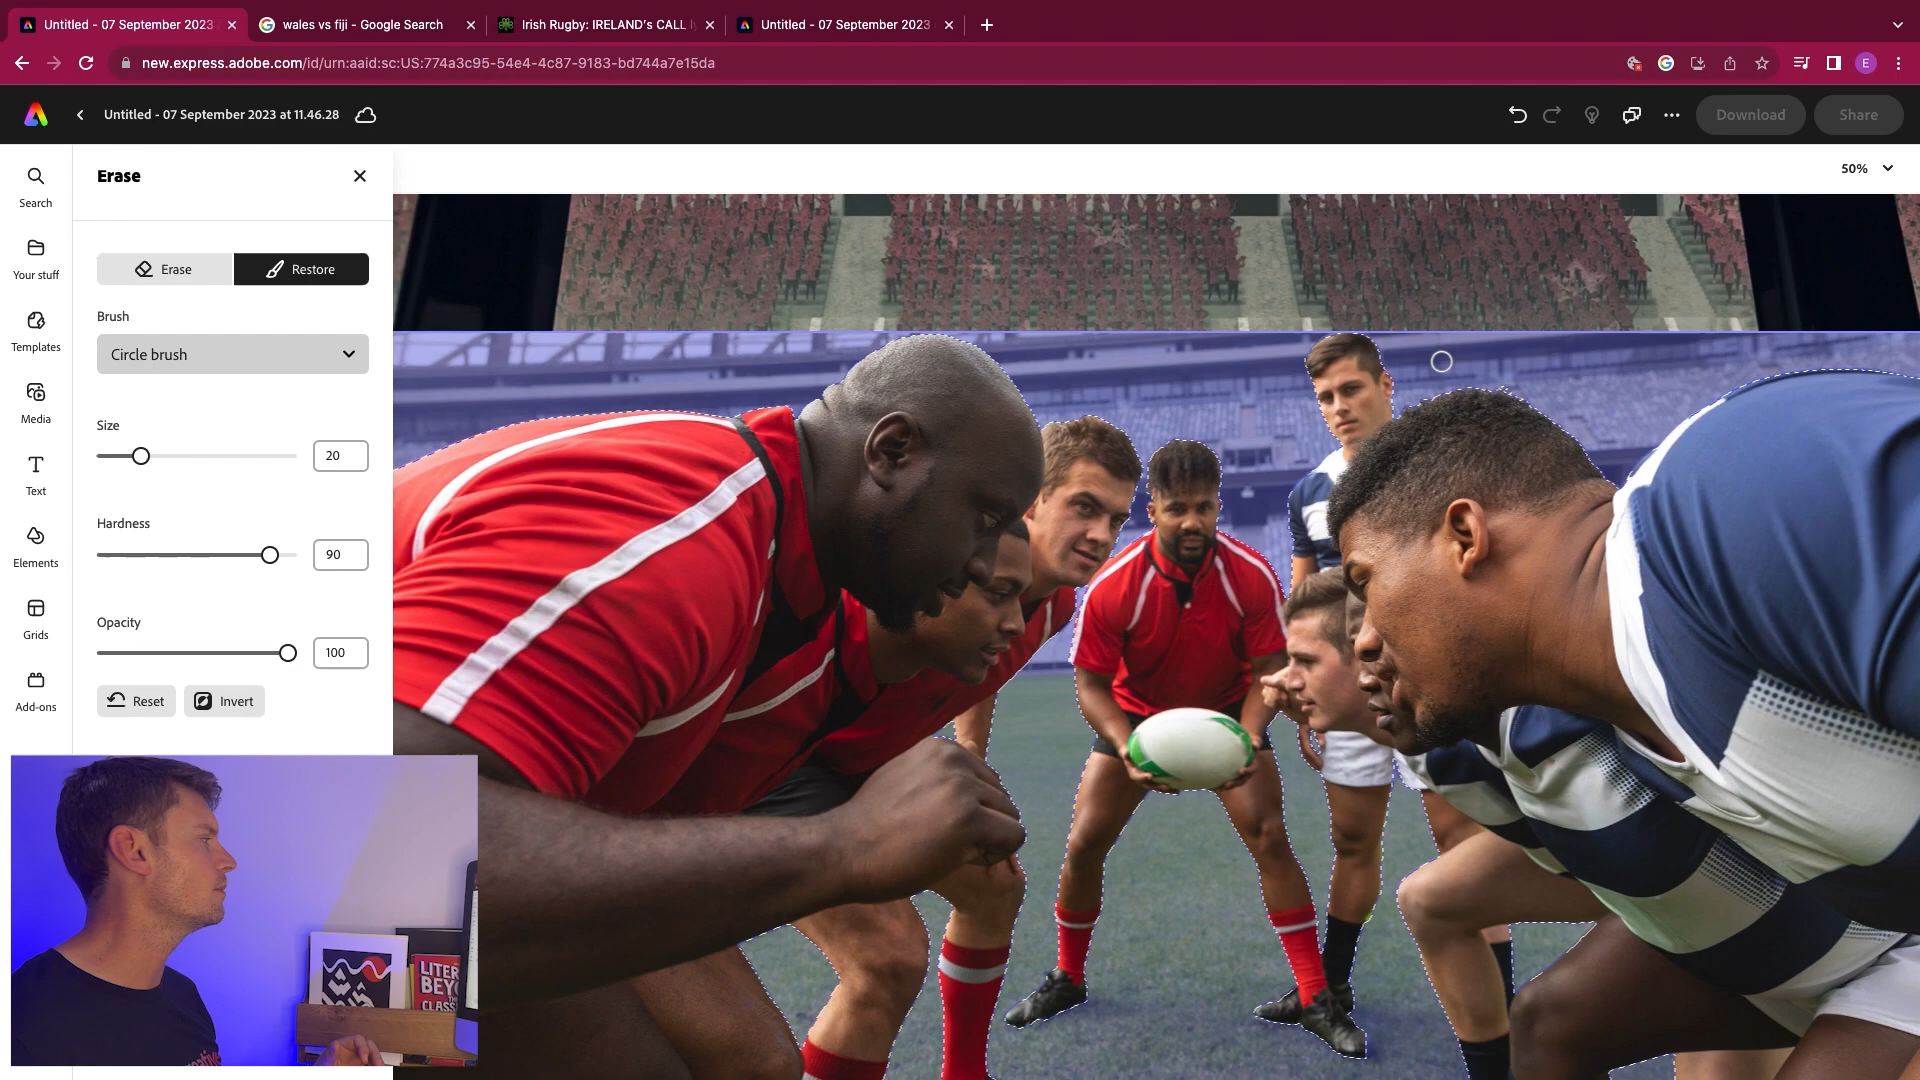 Untitled - 07 September 2023
wales vs fiji - Google Search
Irish Rugby: IRELAND's CALL
Untitled - 07 September 2023
new.express.adobe.com/id/urn:aaid:sc:US:774a3c95-54e4-4c87-9183-bd744a7e15da
E
Untitled - 07 September 2023 at 11.46.28
Download
Share
Search
Your stuff
Templates
Media
Text
Elements
Grids
Add-ons
Erase
50%
Erase
Restore
Brush
Circle brush
Size
20
Hardness
90
Opacity
100
Reset
Invert
LITER
BEYO
THE
CLASS